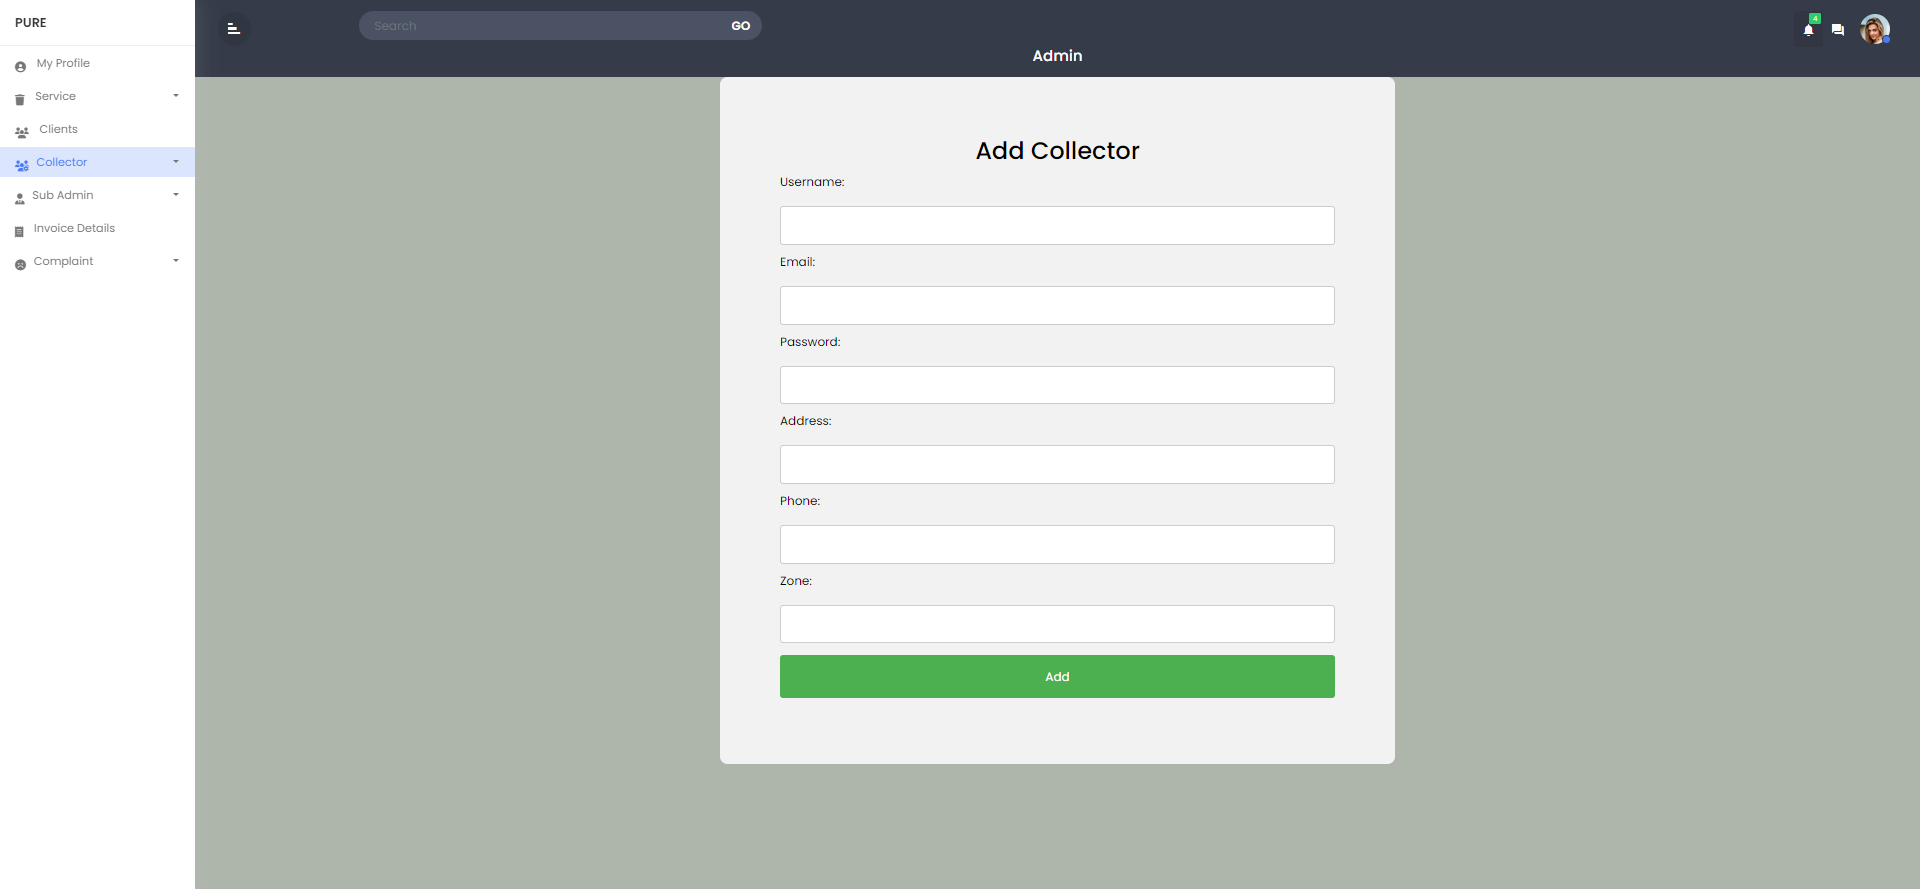 PURE
My Profile
Service
Clients
Collector
Sub Admin
Invoice Details
Complaint
Search
GO
4
Admin
Add Collector
Username:
Email:
Password:
Address:
Phone:
Zone:
Add